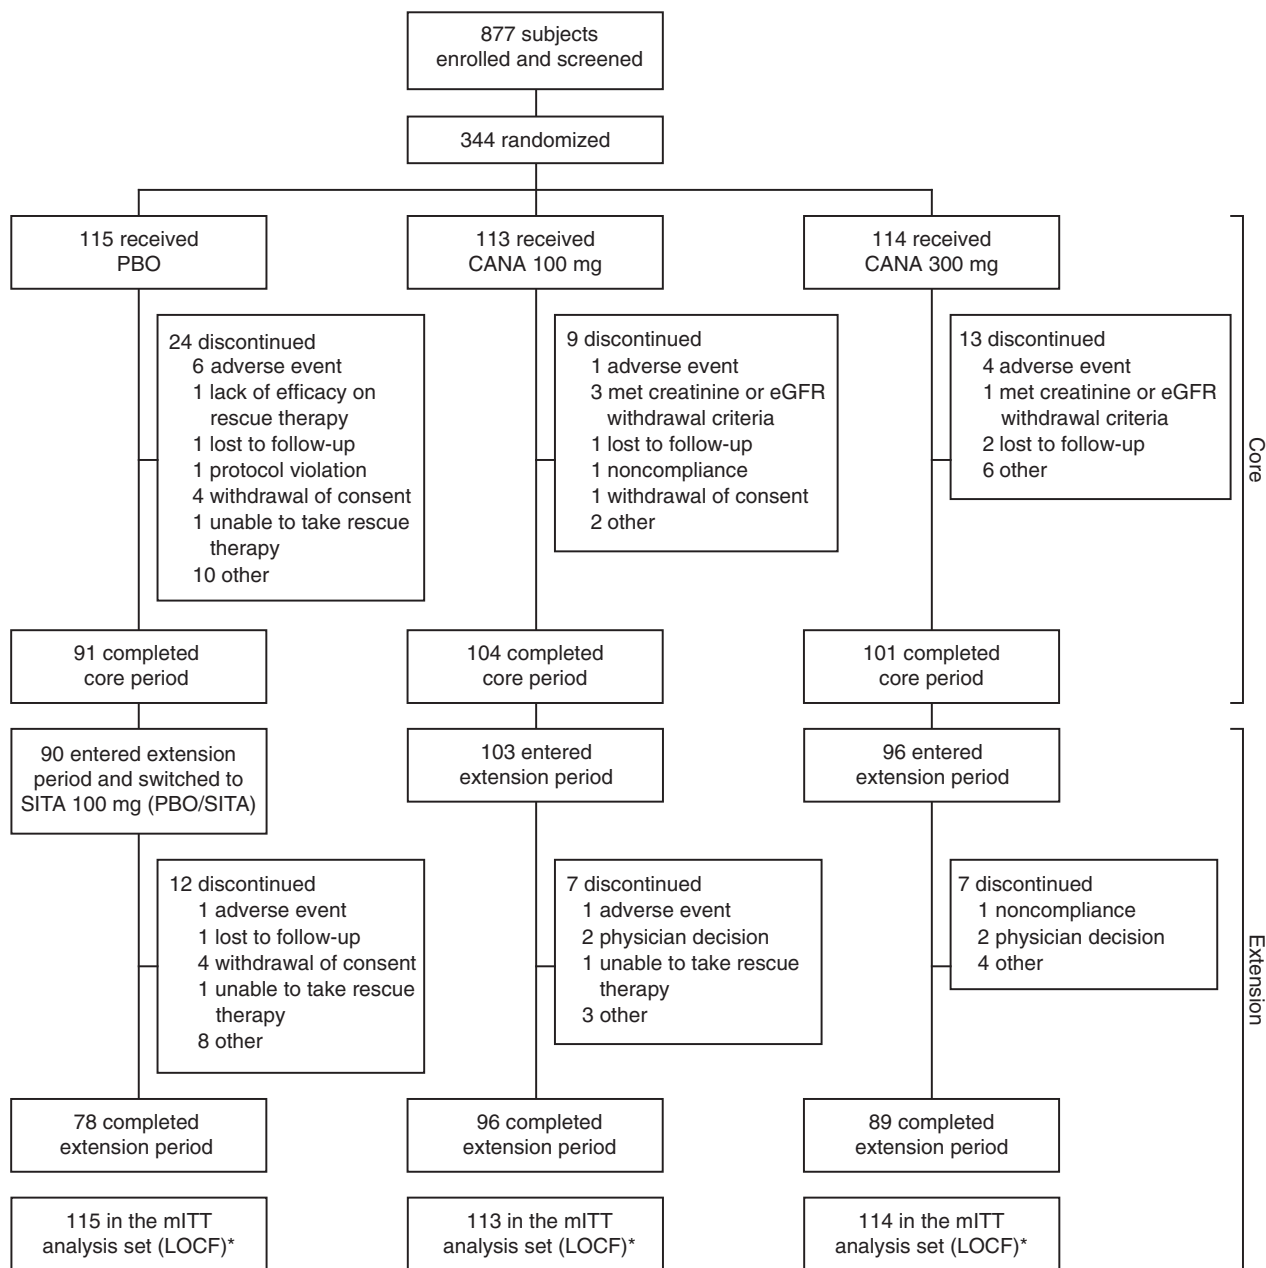 877 subjects
enrolled and screened
344 randomized
115 received
PBO
113 received
CANA 100 mg
114 received
CANA 300 mg
24 discontinued
6 adverse event
1 lack of efficacy on
rescue therapy
1 lost to follow-up
1 protocol violation
4 withdrawal of consent
1 unable to take rescue
therapy
10 other
9 discontinued
1 adverse event
3 met creatinine or eGFR
withdrawal criteria
1 lost to follow-up
1 noncompliance
1 withdrawal of consent
2 other
13 discontinued
4 adverse event
1 met creatinine or eGFR
withdrawal criteria
2 lost to follow-up
6 other
Core
91 completed
core period
104 completed
core period
101 completed
core period
90 entered extension
period and switched to
SITA 100 mg (PBO/SITA)
103 entered
extension period
96 entered
extension period
12 discontinued
1 adverse event
1 lost to follow-up
4 withdrawal of consent
1 unable to take rescue
therapy
8 other
7 discontinued
1 adverse event
2 physician decision
1 unable to take rescue
therapy
3 other
7 discontinued
1 noncompliance
2 physician decision
4 other
Extension
78 completed
extension period
96 completed
extension period
89 completed
extension period
115 in the mITT
analysis set (LOCF)*
113 in the mITT
analysis set (LOCF)*
114 in the mITT
analysis set (LOCF)*